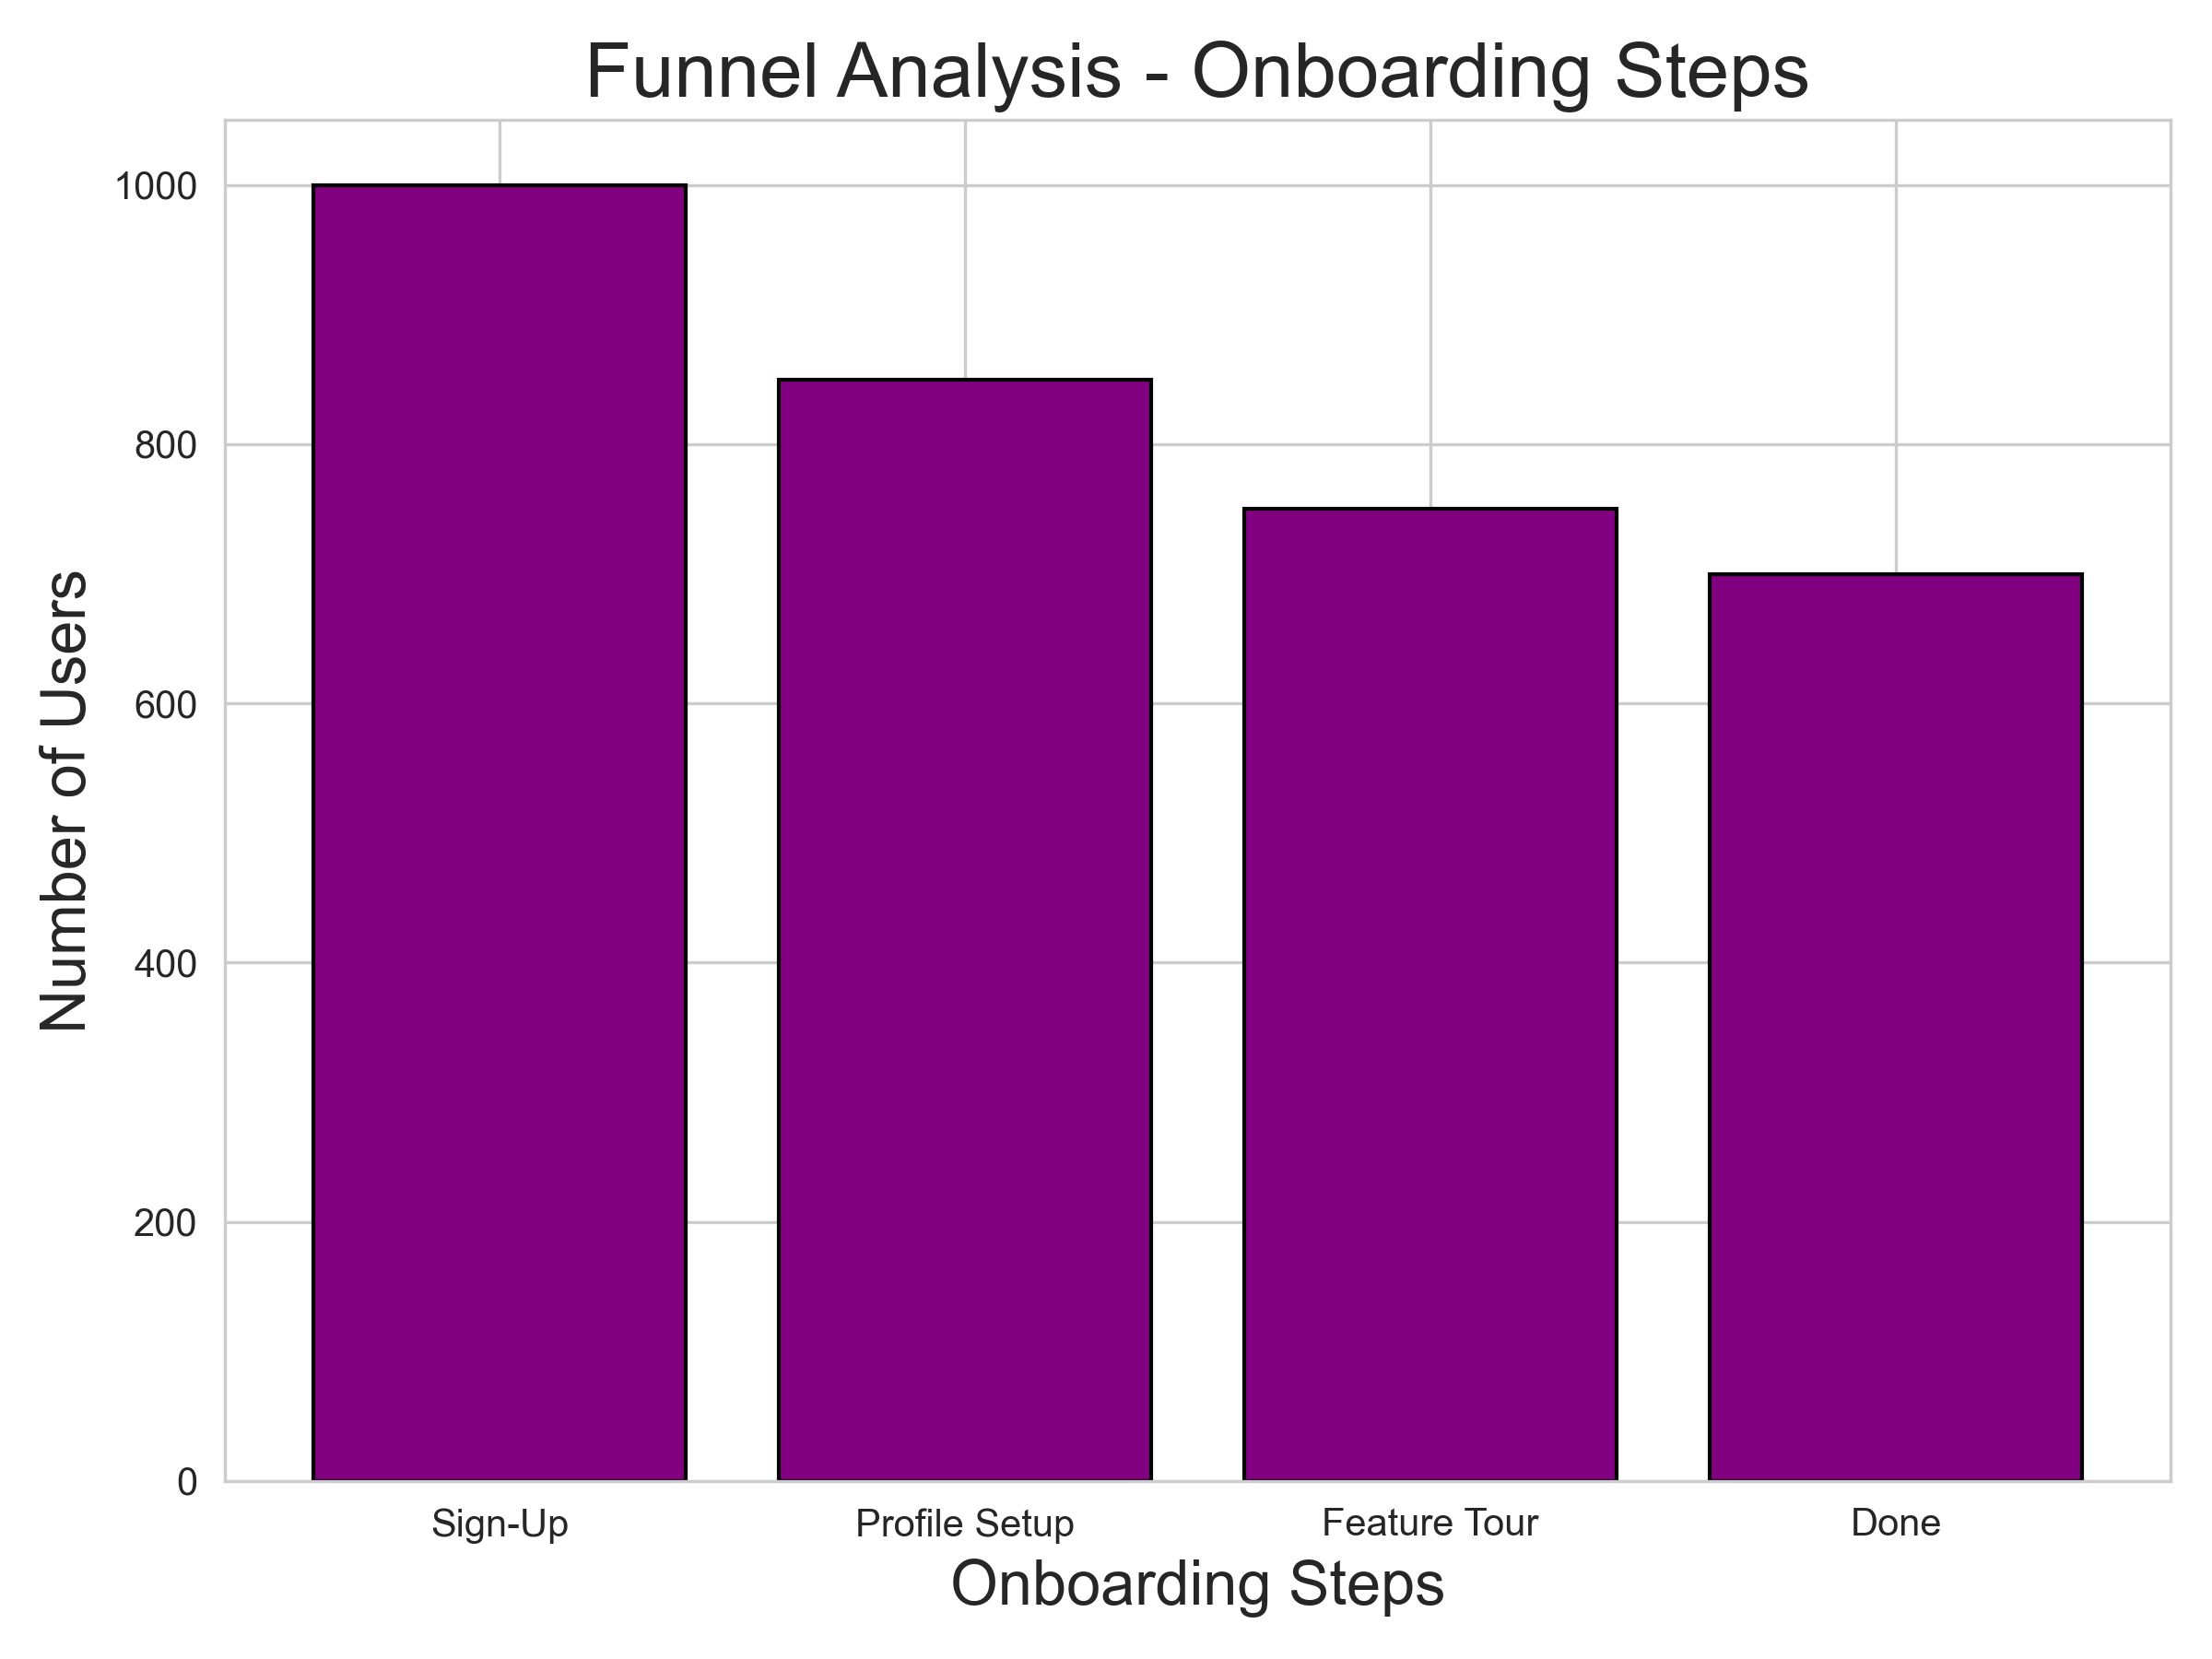 Funnel Analysis - Onboarding Steps
Number of Users
1000
800
600
400
200
0
Sign-Up
Profile Setup
Feature Tour
Done
Onboarding Steps